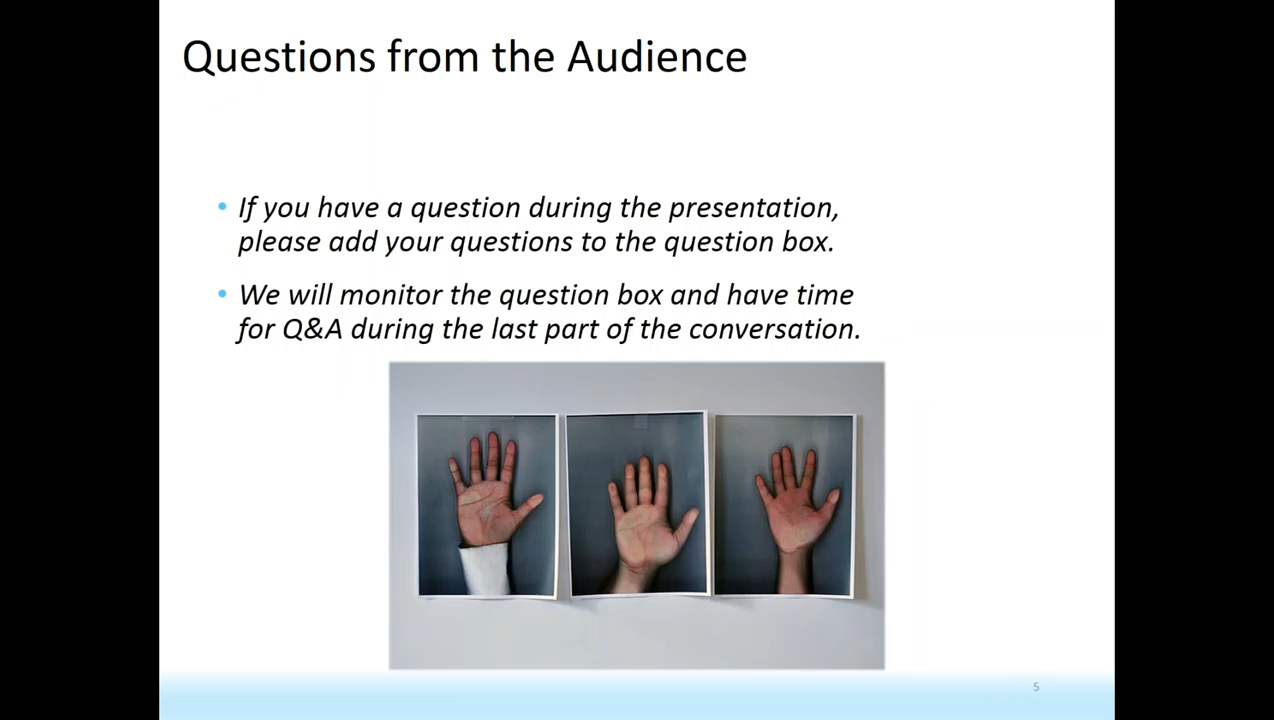 Questions from the Audience
• If you have a question during the presentation,
please add your questions to the question box.
• We will monitor the question box and have time
for Q&A during the last part of the conversation.
5